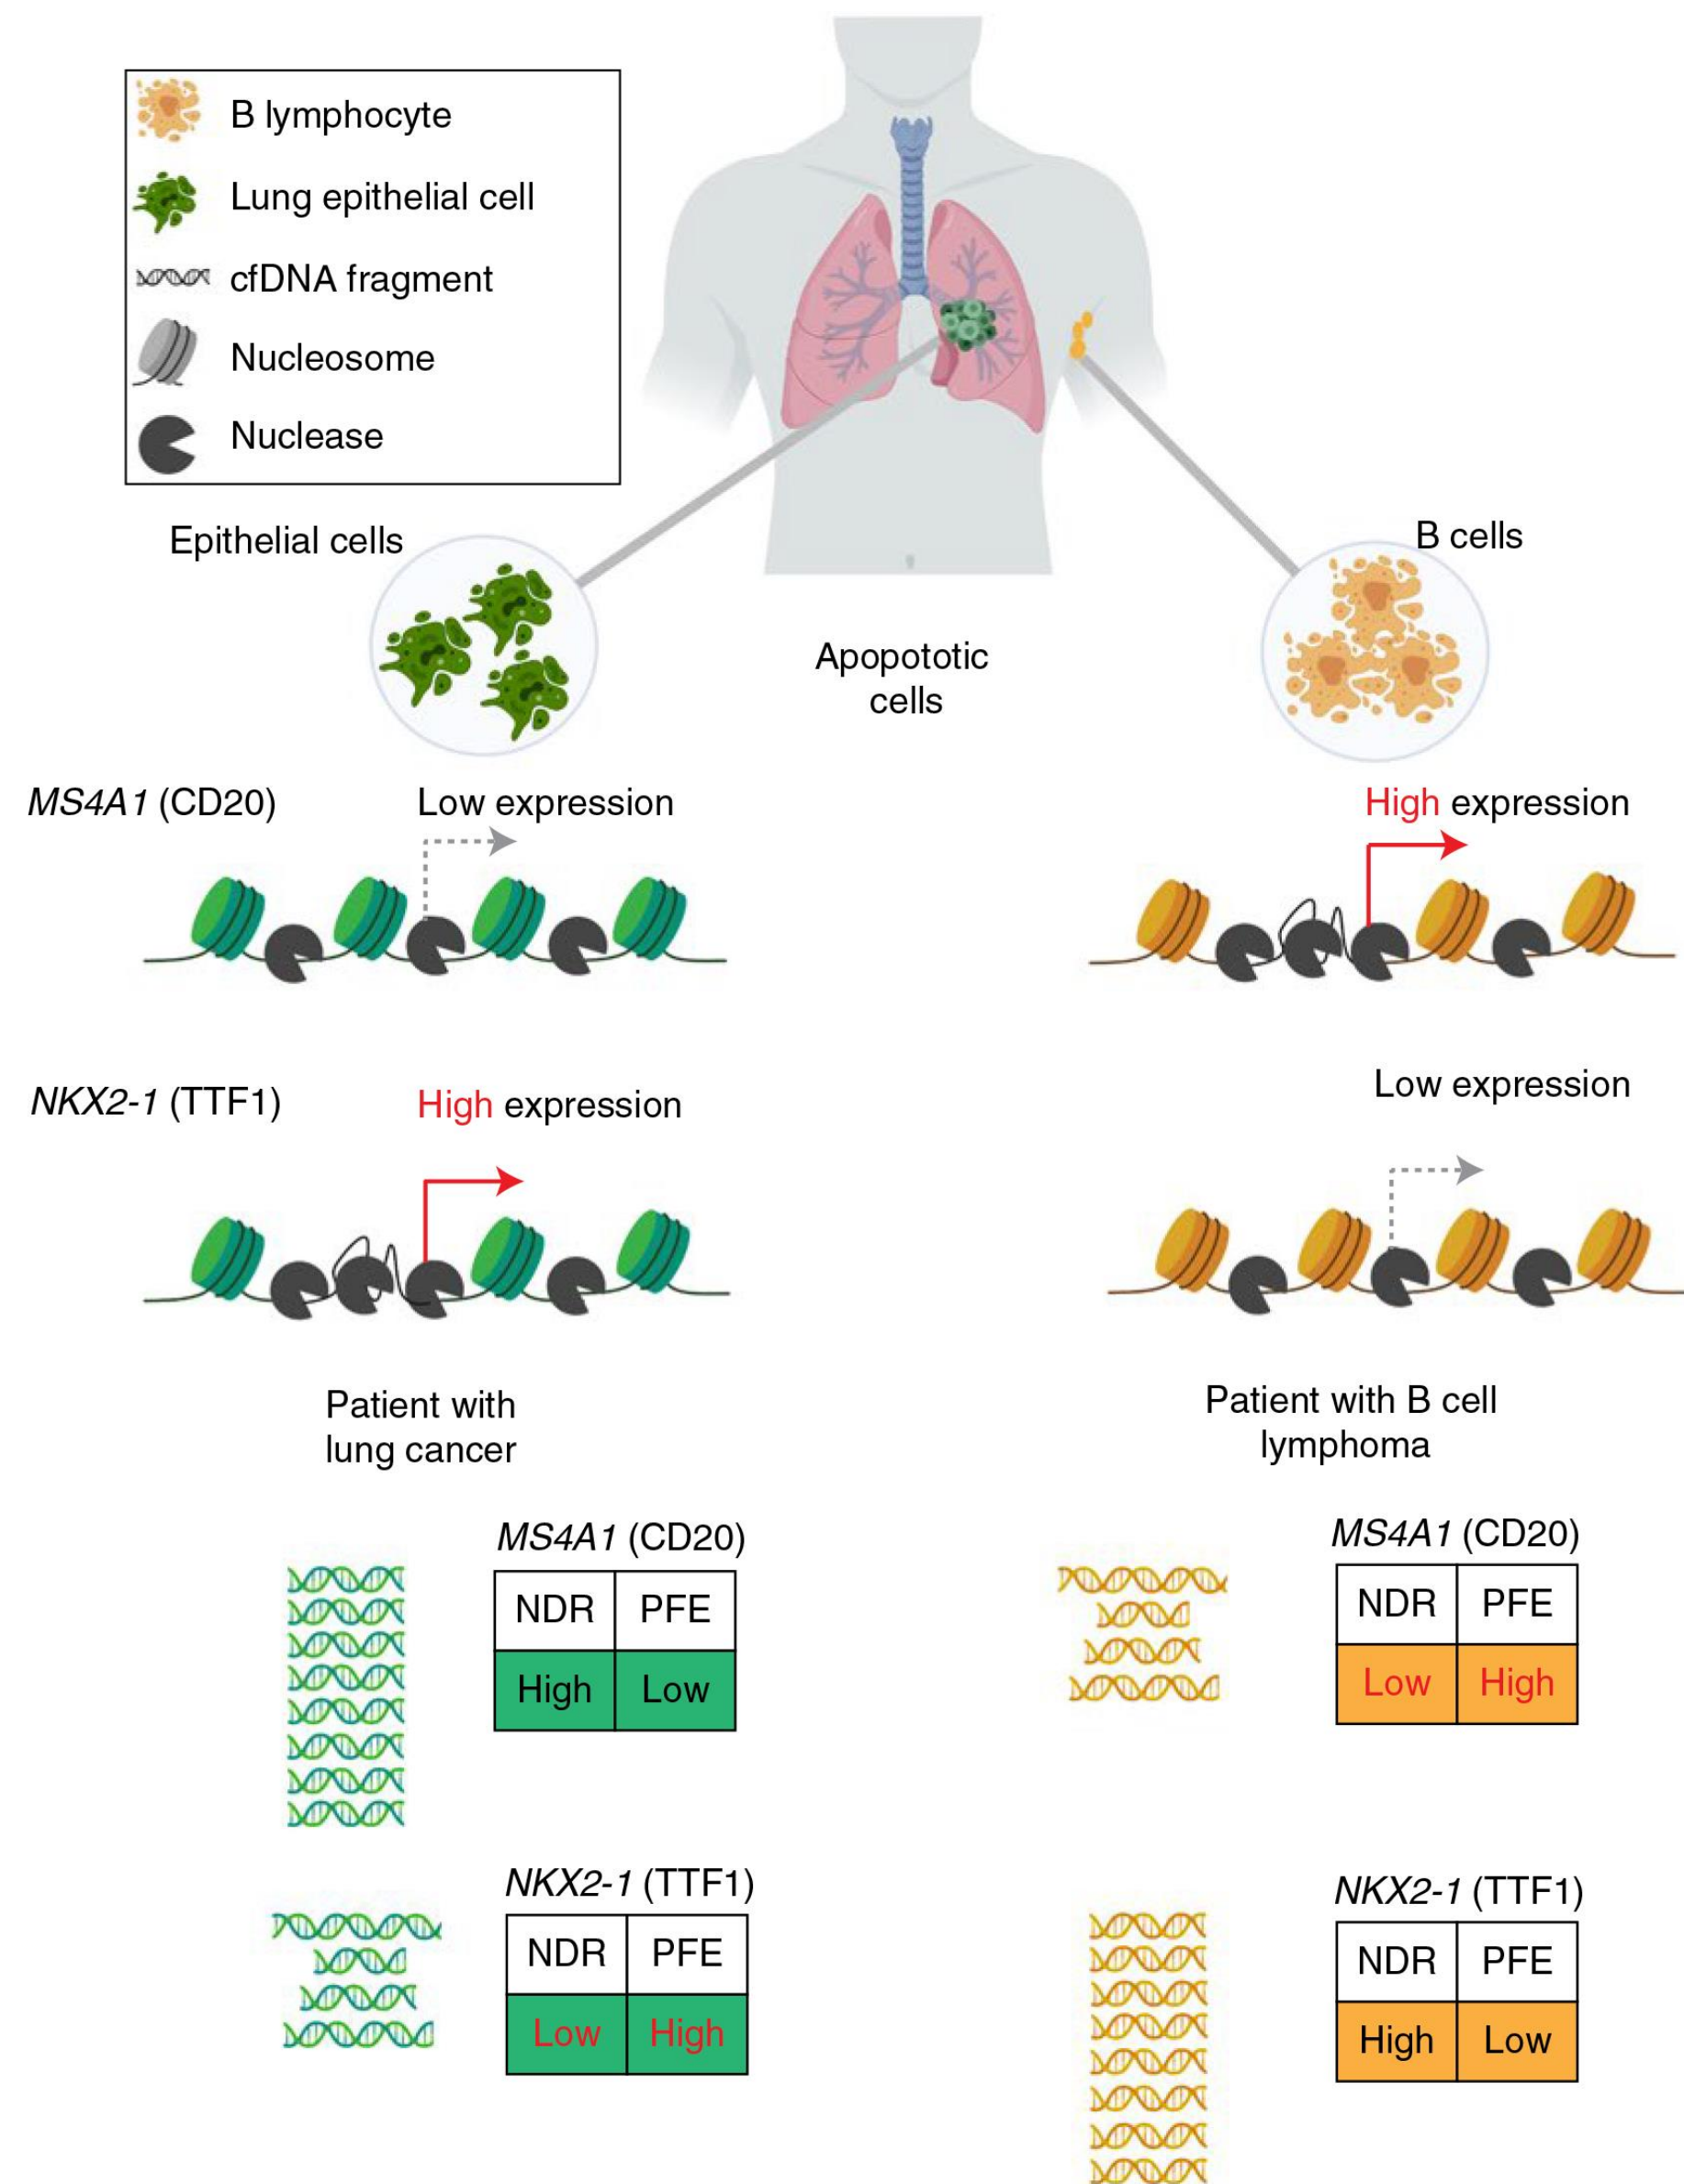 B lymphocyte
Lung epithelial cell
cfDNA fragment
Nucleosome
Nuclease
Epithelial cells
B cells
Apopototic
cells
MS4A1 (CD20)
Low expression
High expression
NKX2-1 (TTF1)
High expression
Low expression
Patient with
lung cancer
Patient with B cell
lymphoma
MS4A1 (CD20)
NDR PFE
High Low
MS4A1 (CD20)
NDR PFE
Low High
NKX2-1 (TTF1)
NDR PFE
Low High
NKX2-1 (TTF1)
NDR PFE
High Low